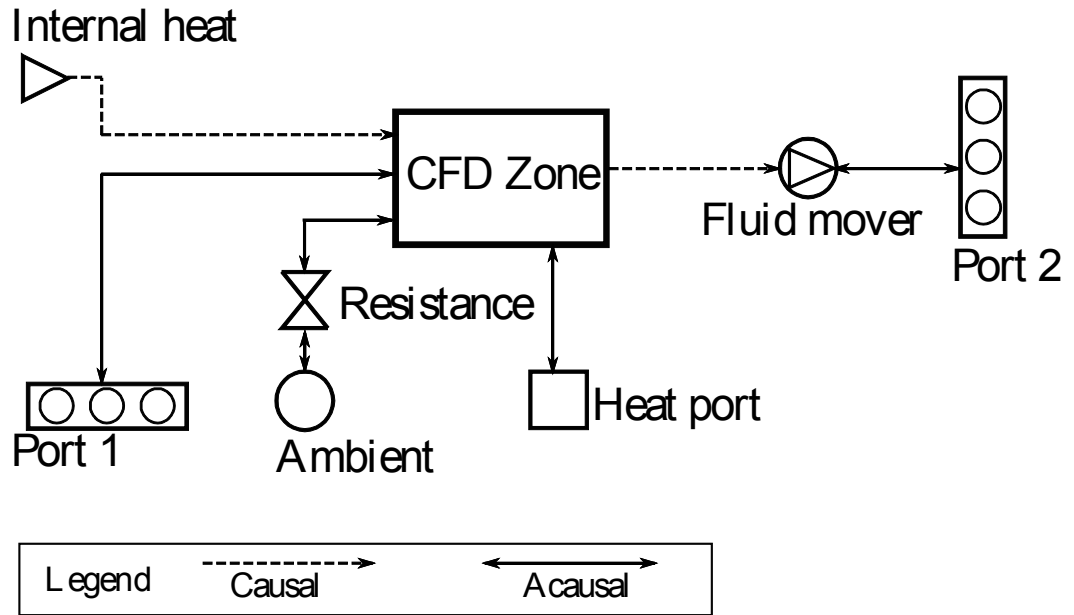 Internal heat
CFD Zone
Fluid mover
Port 2
Resistance
Heat port
Port 1
Ambient
Legend
Causal
Acausal